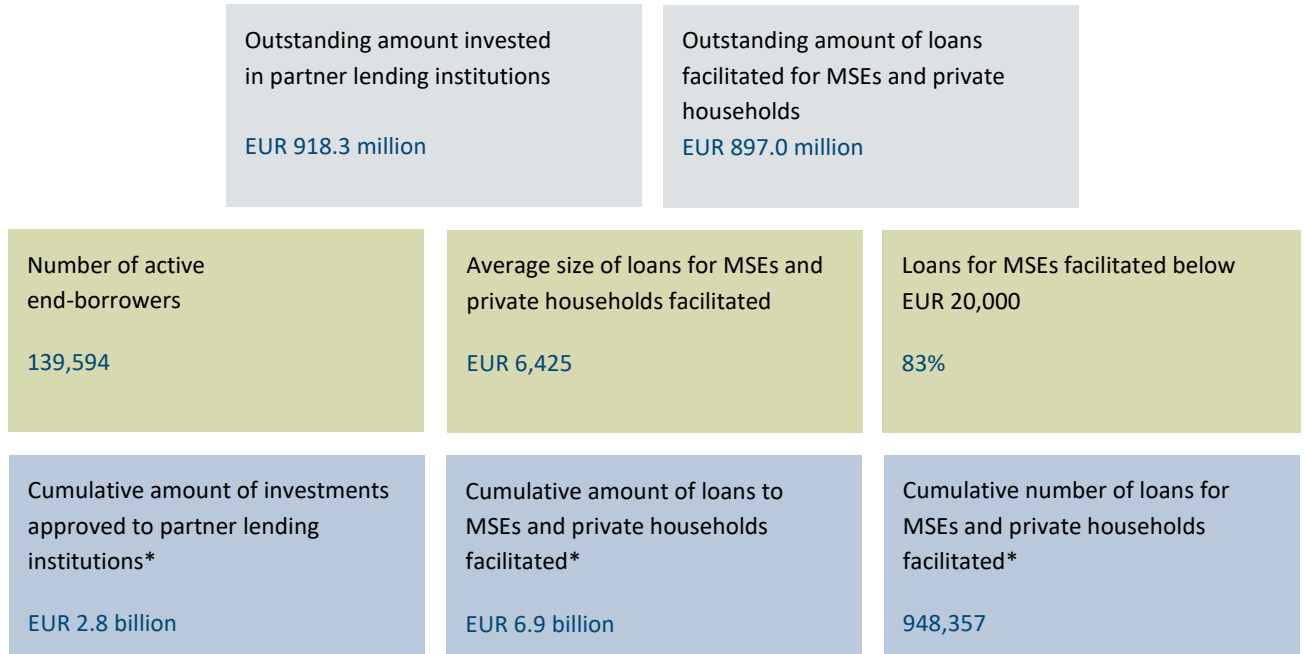 Outstanding amount invested
in partner lending institutions
EUR 918.3 million
Outstanding amount of loans
facilitated for MSEs and private
households
EUR 897.0 million
Number of active
end-borrowers
139,594
Average size of loans for MSEs and
private households facilitated
EUR 6,425
Loans for MSEs facilitated below
EUR 20,000
83%
Cumulative amount of investments
approved to partner lending
institutions*
EUR 2.8 billion
Cumulative amount of loans to
MSEs and private households
facilitated*
EUR 6.9 billion
Cumulative number of loans for
MSEs and private households
facilitated*
948,357